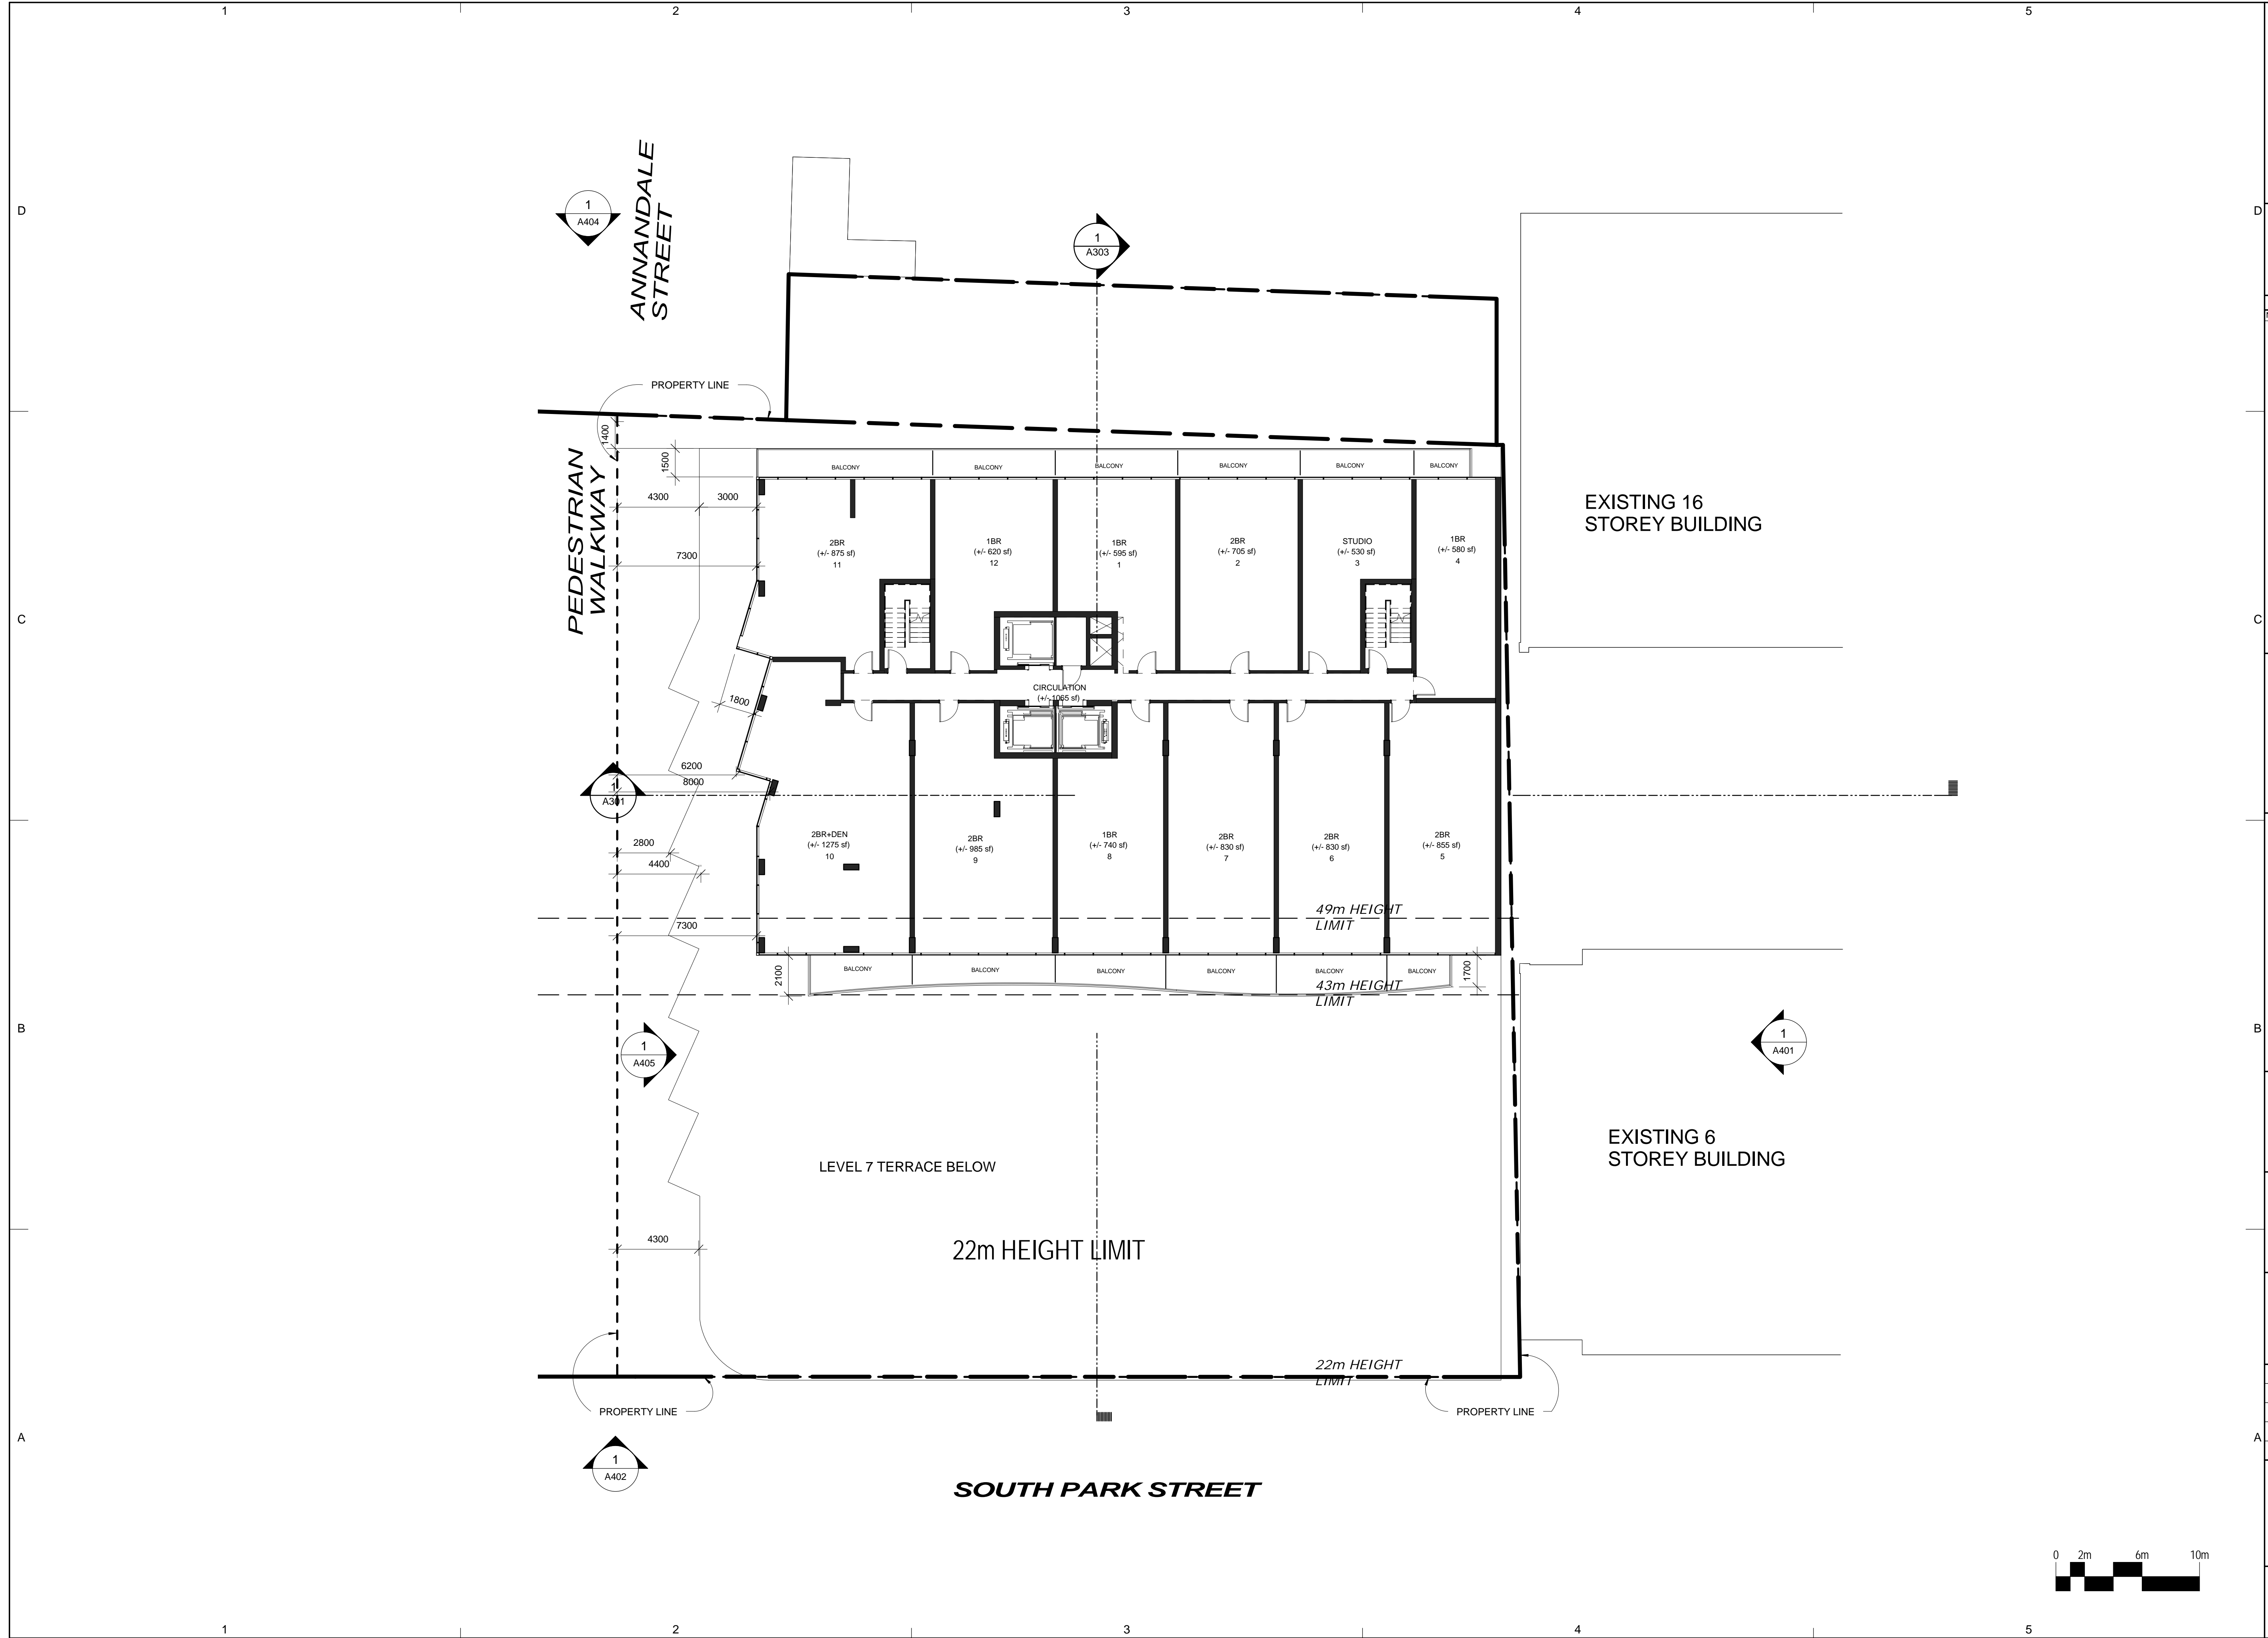 1
2
3
4
5
D
D
ANNANDALE
STREET
1
A404
1
A303
PROPERTY LINE
1400
1500
PEDESTRIAN
WALKWAY
4300
3000
7300
BALCONY
BALCONY
BALCONY
BALCONY
BALCONY
BALCONY
EXISTING 16
STOREY BUILDING
2BR
(+/- 875 sf)
11
1BR
(+/- 620 sf)
12
1BR
(+/- 595 sf)
1
2BR
(+/- 705 sf)
2
STUDIO
(+/- 530 sf)
3
1BR
(+/- 580 sf)
4
C
C
CIRCULATION
(+/- 1065 sf)
1800
6200
8000
1
A301
2800
4400
2BR+DEN
(+/- 1275 sf)
10
2BR
(+/- 985 sf)
9
1BR
(+/- 740 sf)
8
2BR
(+/- 830 sf)
7
2BR
(+/- 830 sf)
6
2BR
(+/- 855 sf)
5
49m HEIGHT
LIMIT
7300
2100
BALCONY
BALCONY
BALCONY
BALCONY
BALCONY
BALCONY
1700
43m HEIGHT
LIMIT
B
B
1
A405
1
A401
EXISTING 6
STOREY BUILDING
LEVEL 7 TERRACE BELOW
4300
22m HEIGHT LIMIT
22m HEIGHT
LIMIT
PROPERTY LINE
PROPERTY LINE
A
A
1
A402
SOUTH PARK STREET
0 2m 6m 10m
1
2
3
4
5